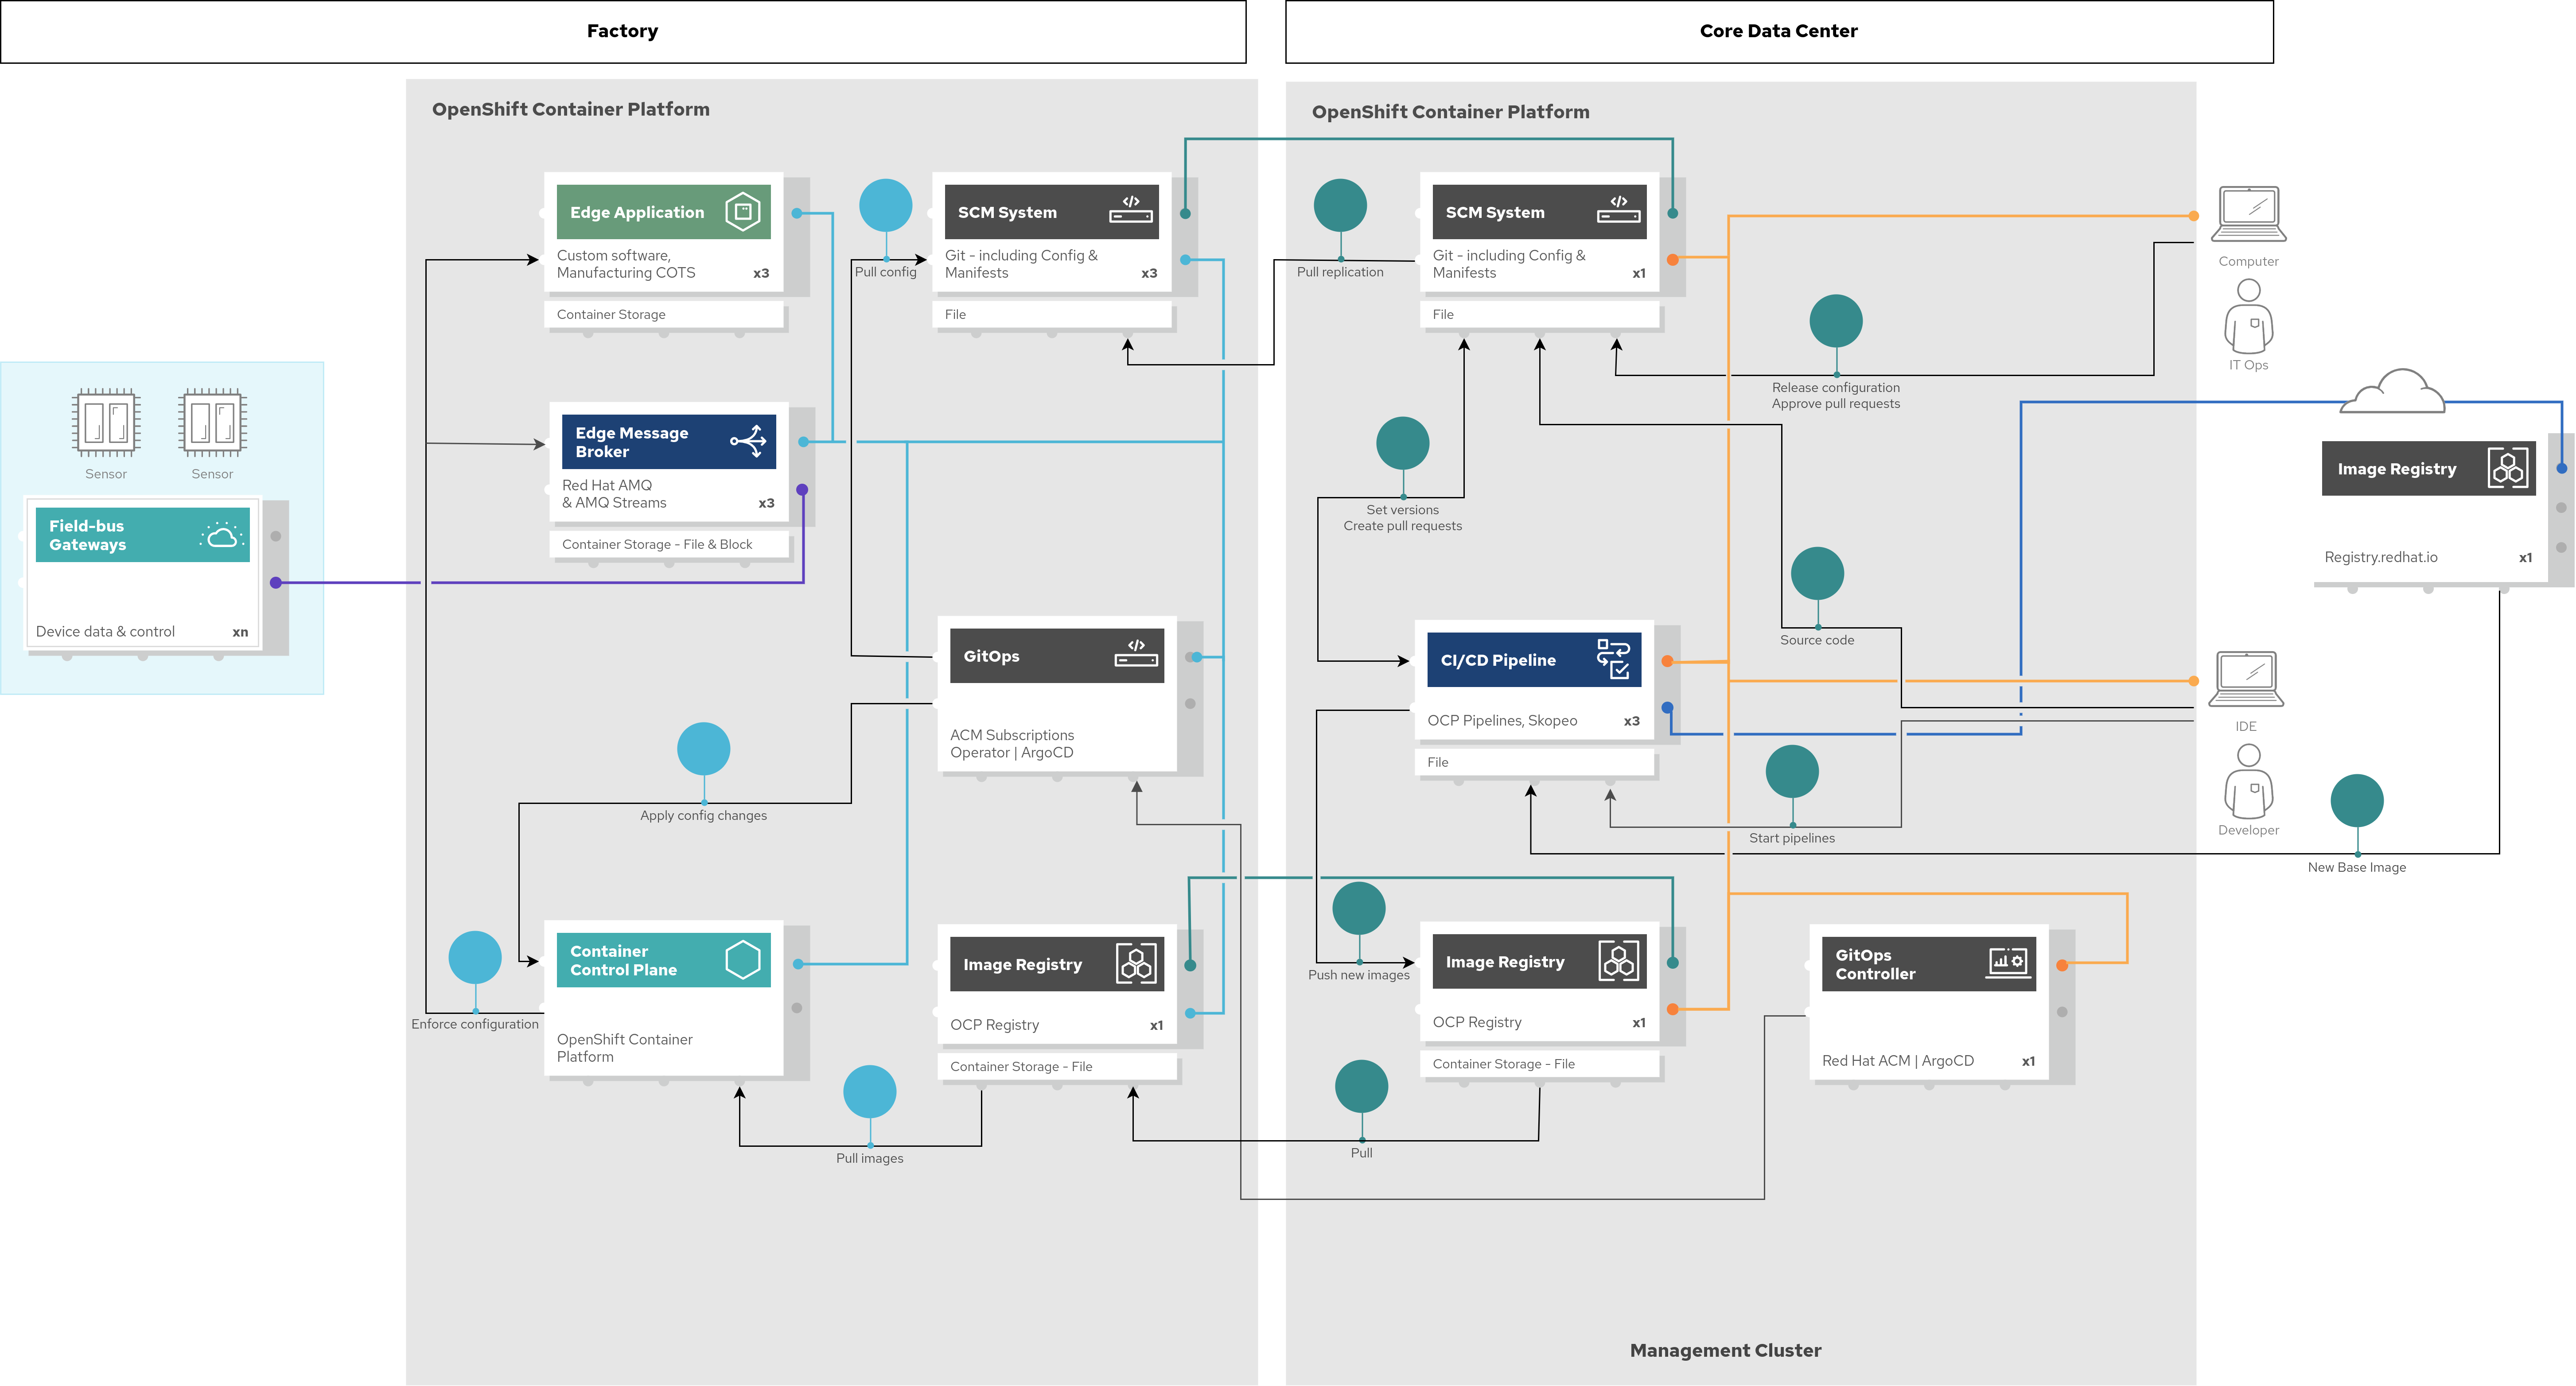 Factory
Core Data Center
OpenShift Container Platform
OpenShift Container Platform
Edge Application
Custom software,
Manufacturing COTS
x3
Container Storage
Pull config
SCM System
Git - including Config &
Manifests
x3
File
Pull replication
SCM System
Git - including Config &
Manifests
x1
File
Computer
IT Ops
Release configuration
Approve pull requests
Sensor
Sensor
Field-bus
Gateways
Device data & control
xn
Edge Message
Broker
Red Hat AMQ
& AMQ Streams
x3
Container Storage - File & Block
Set versions
Create pull requests
Image Registry
Registry.redhat.io
x1
Source code
GitOps
ACM Subscriptions
Operator | ArgoCD
CI/CD Pipeline
OCP Pipelines, Skopeo
x3
File
IDE
Developer
Start pipelines
New Base Image
Apply config changes
Enforce configuration
Container
Control Plane
OpenShift Container
Platform
Image Registry
OCP Registry
x1
Container Storage - File
Pull images
Push new images
Image Registry
OCP Registry
x1
Container Storage - File
Pull
GitOps
Controller
Red Hat ACM | ArgoCD
x1
Management Cluster